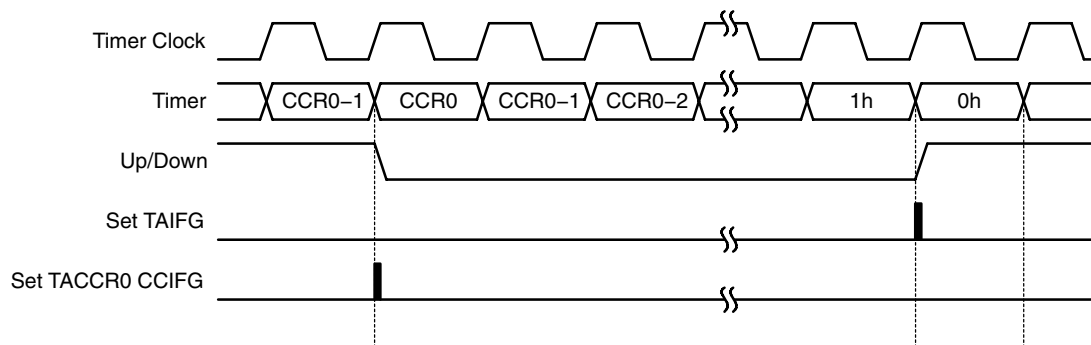 Timer Clock
Timer CCR0–1 CCR0 CCR0–1 CCR0–2 1h 0h
Up/Down
Set TAIFG
Set TACCR0 CCIFG